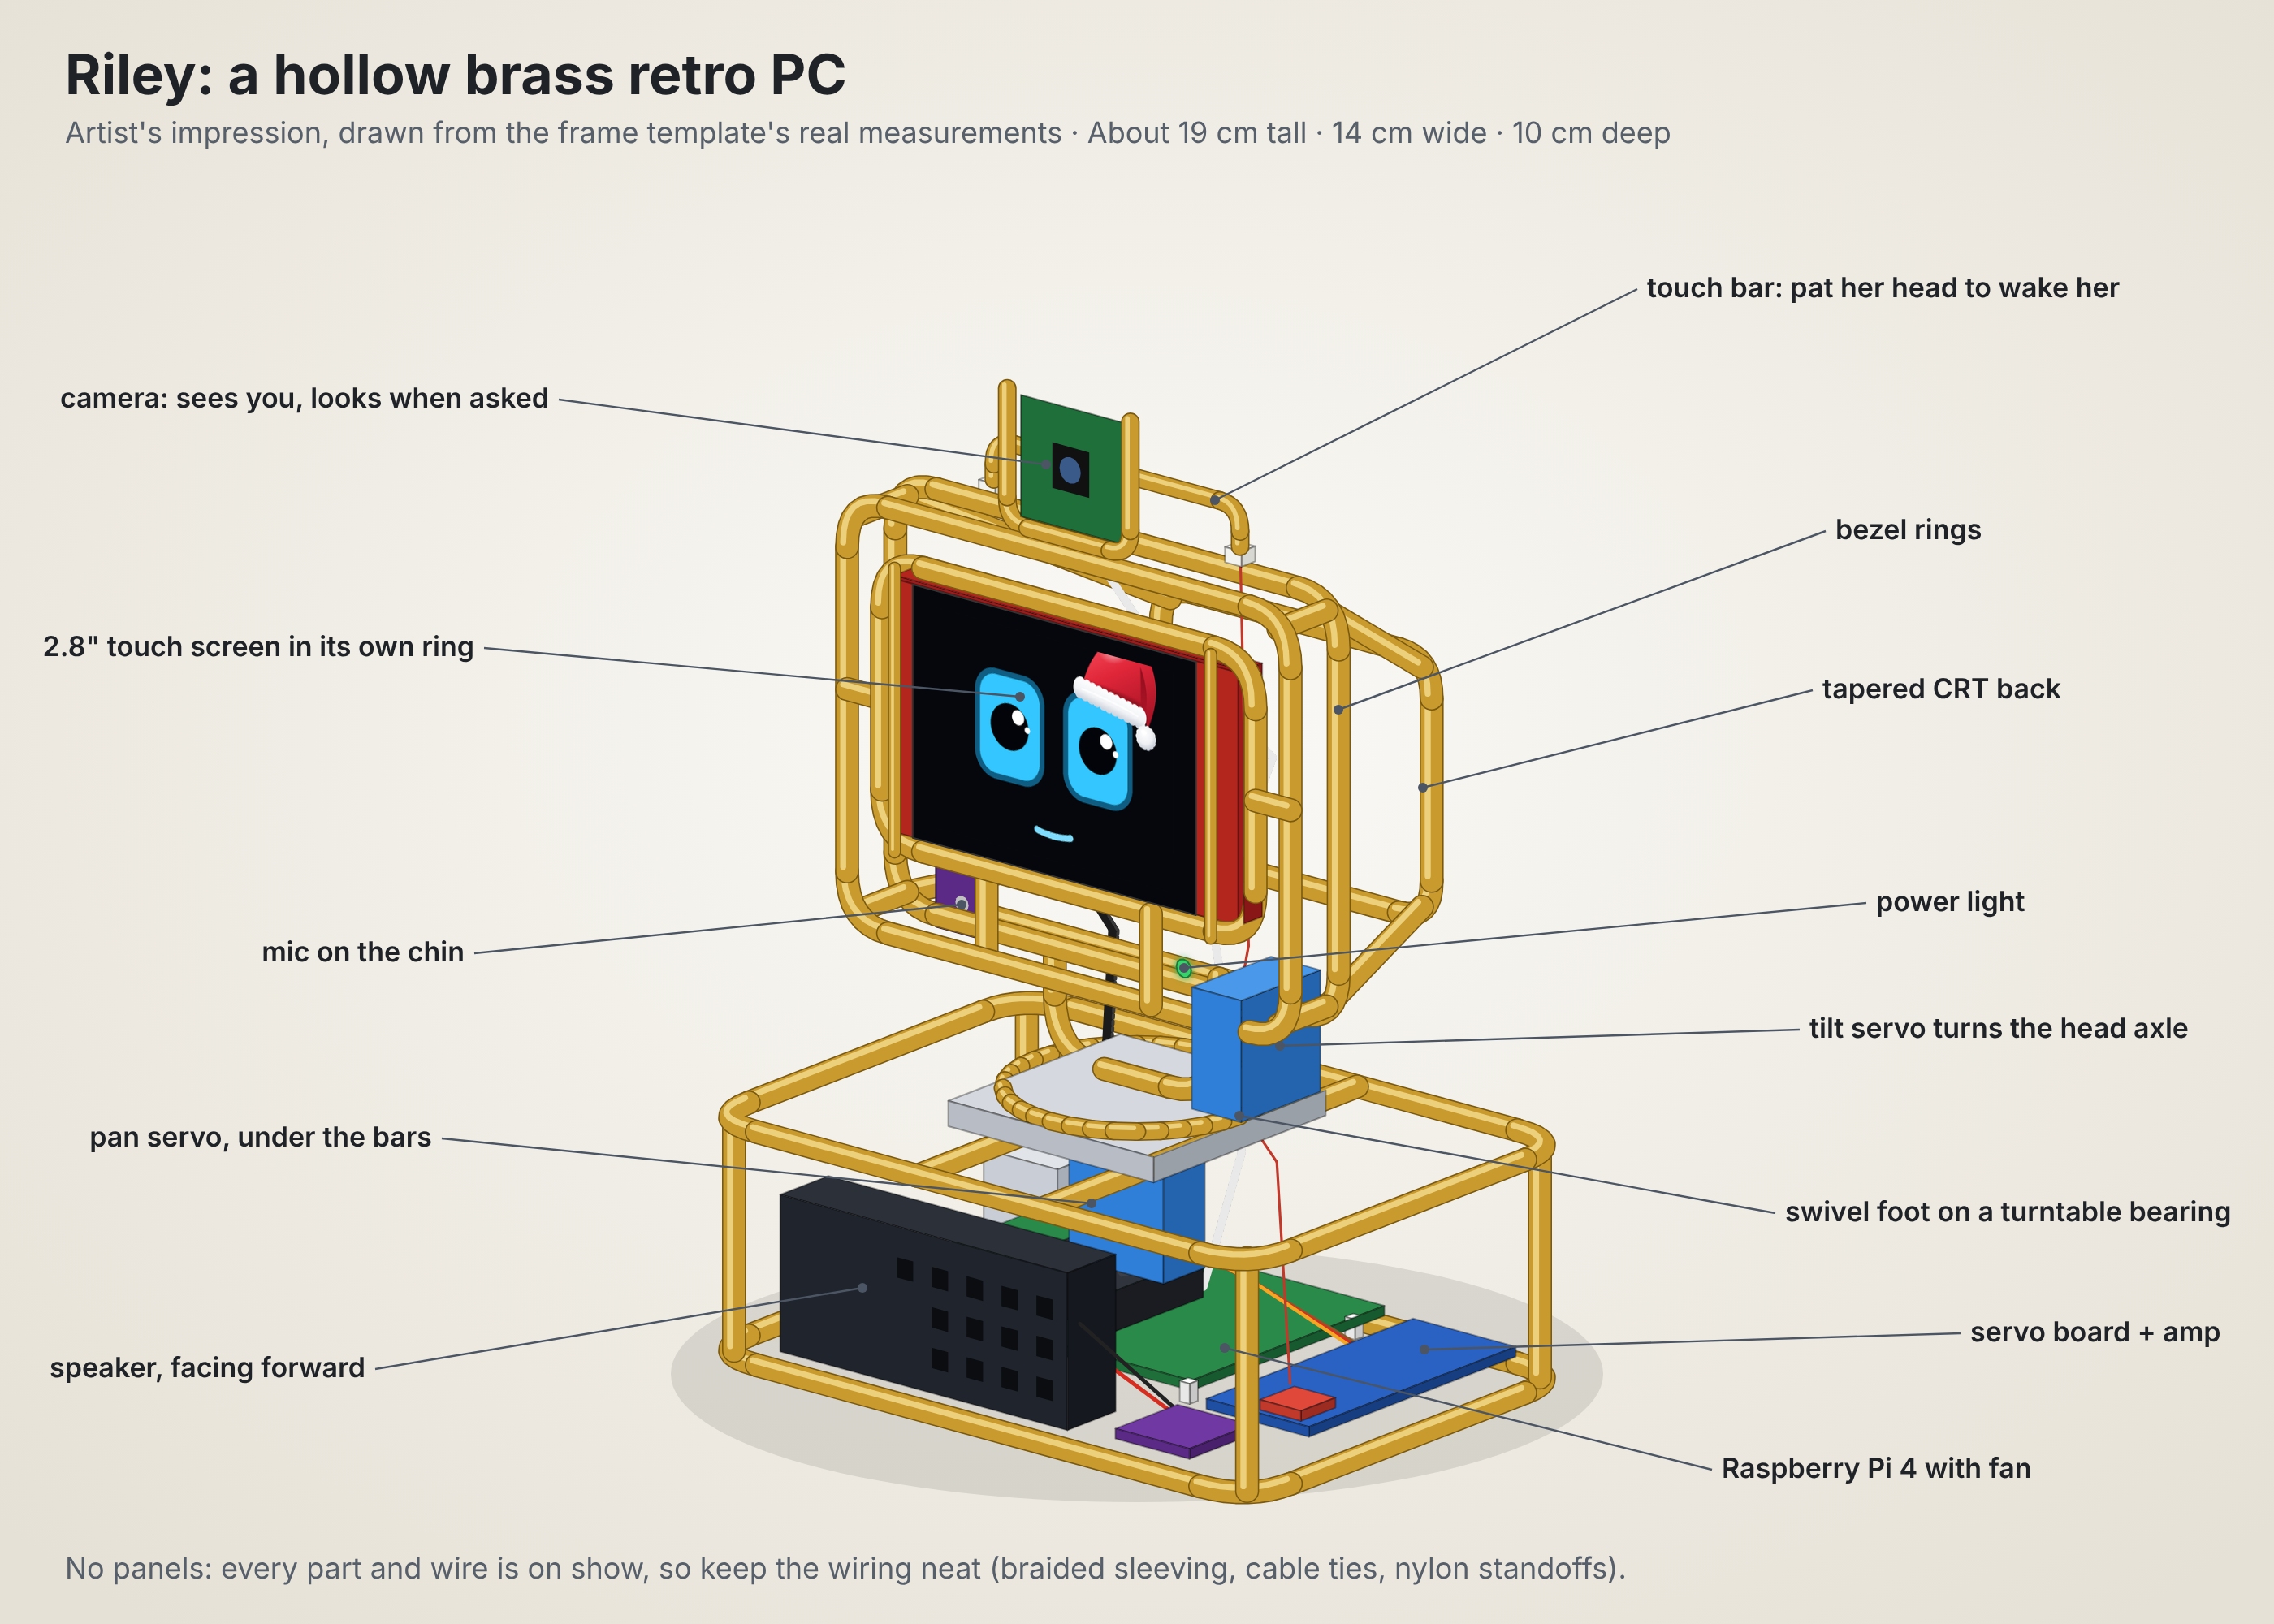 Riley: a hollow brass retro PC
Artist's impression, drawn from the frame template's real measurements · About 19 cm tall · 14 cm wide · 10 cm deep
touch bar: pat her head to wake her
camera: sees you, looks when asked
bezel rings
2.8" touch screen in its own ring
tapered CRT back
power light
mic on the chin
tilt servo turns the head axle
pan servo, under the bars
swivel foot on a turntable bearing
servo board + amp
speaker, facing forward
Raspberry Pi 4 with fan
No panels: every part and wire is on show, so keep the wiring neat (braided sleeving, cable ties, nylon standoffs).